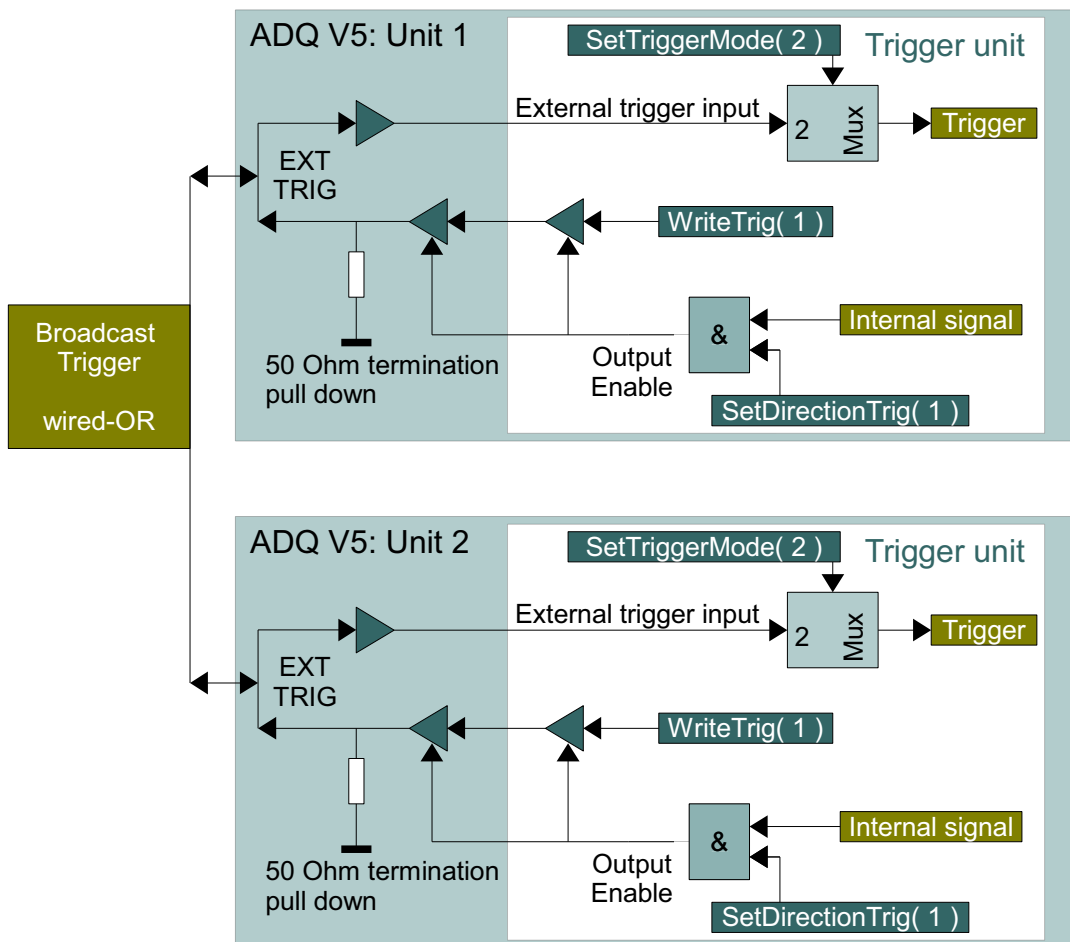 ADQ V5: Unit 1
SetTriggerMode( 2 )
Trigger unit
External trigger input
2
Mux
Trigger
EXT
TRIG
WriteTrig( 1 )
Internal signal
&
Output
Enable
50 Ohm termination
pull down
SetDirectionTrig( 1 )
Broadcast
Trigger
wired-OR
ADQ V5: Unit 2
SetTriggerMode( 2 )
Trigger unit
External trigger input
2
Mux
Trigger
EXT
TRIG
WriteTrig( 1 )
Internal signal
&
Output
Enable
50 Ohm termination
pull down
SetDirectionTrig( 1 )